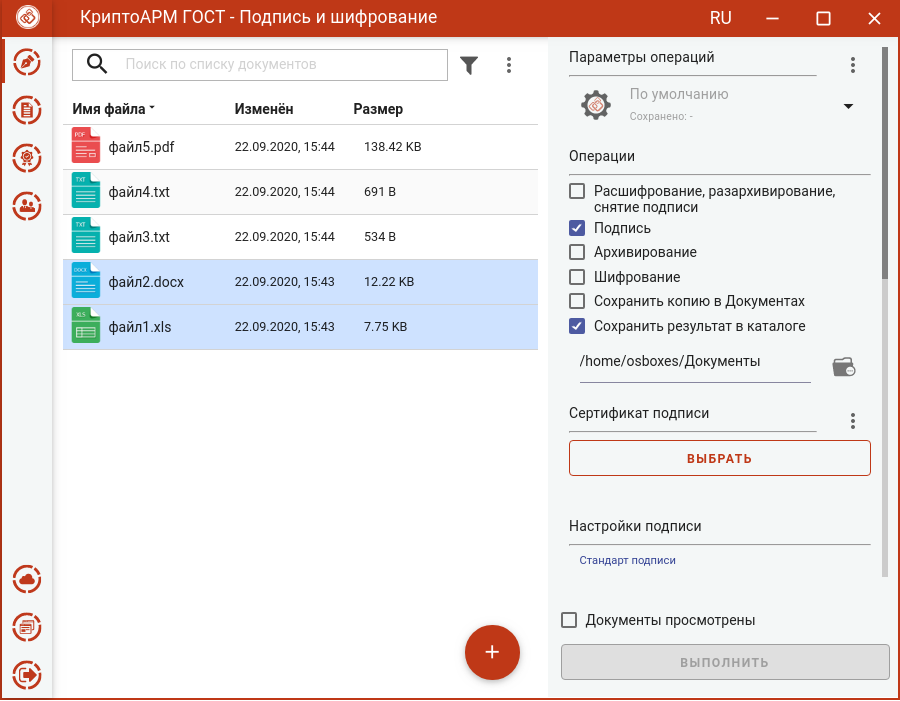 КриптоАРМ ГОСТ - Подпись и шифрование RU
Поиск по списку документов
Имя файла Изменён Размер
PDF файл5.pdf 22.09.2020, 15:44 138.42 KB
TXT файл4.txt 22.09.2020, 15:44 691 B
TXT файл3.txt 22.09.2020, 15:44 534 B
DOCX файл2.docx 22.09.2020, 15:43 12.22 KB
XLS файл1.xls 22.09.2020, 15:43 7.75 KB
Параметры операций
По умолчанию
Сохранено: -
Операции
Расшифрование, разархивирование,
снятие подписи
Подпись
Архивирование
Шифрование
Сохранить копию в Документах
Сохранить результат в каталоге
/home/osboxes/Документы
Сертификат подписи
ВЫБРАТЬ
Настройки подписи
Стандарт подписи
Документы просмотрены
ВЫПОЛНИТЬ